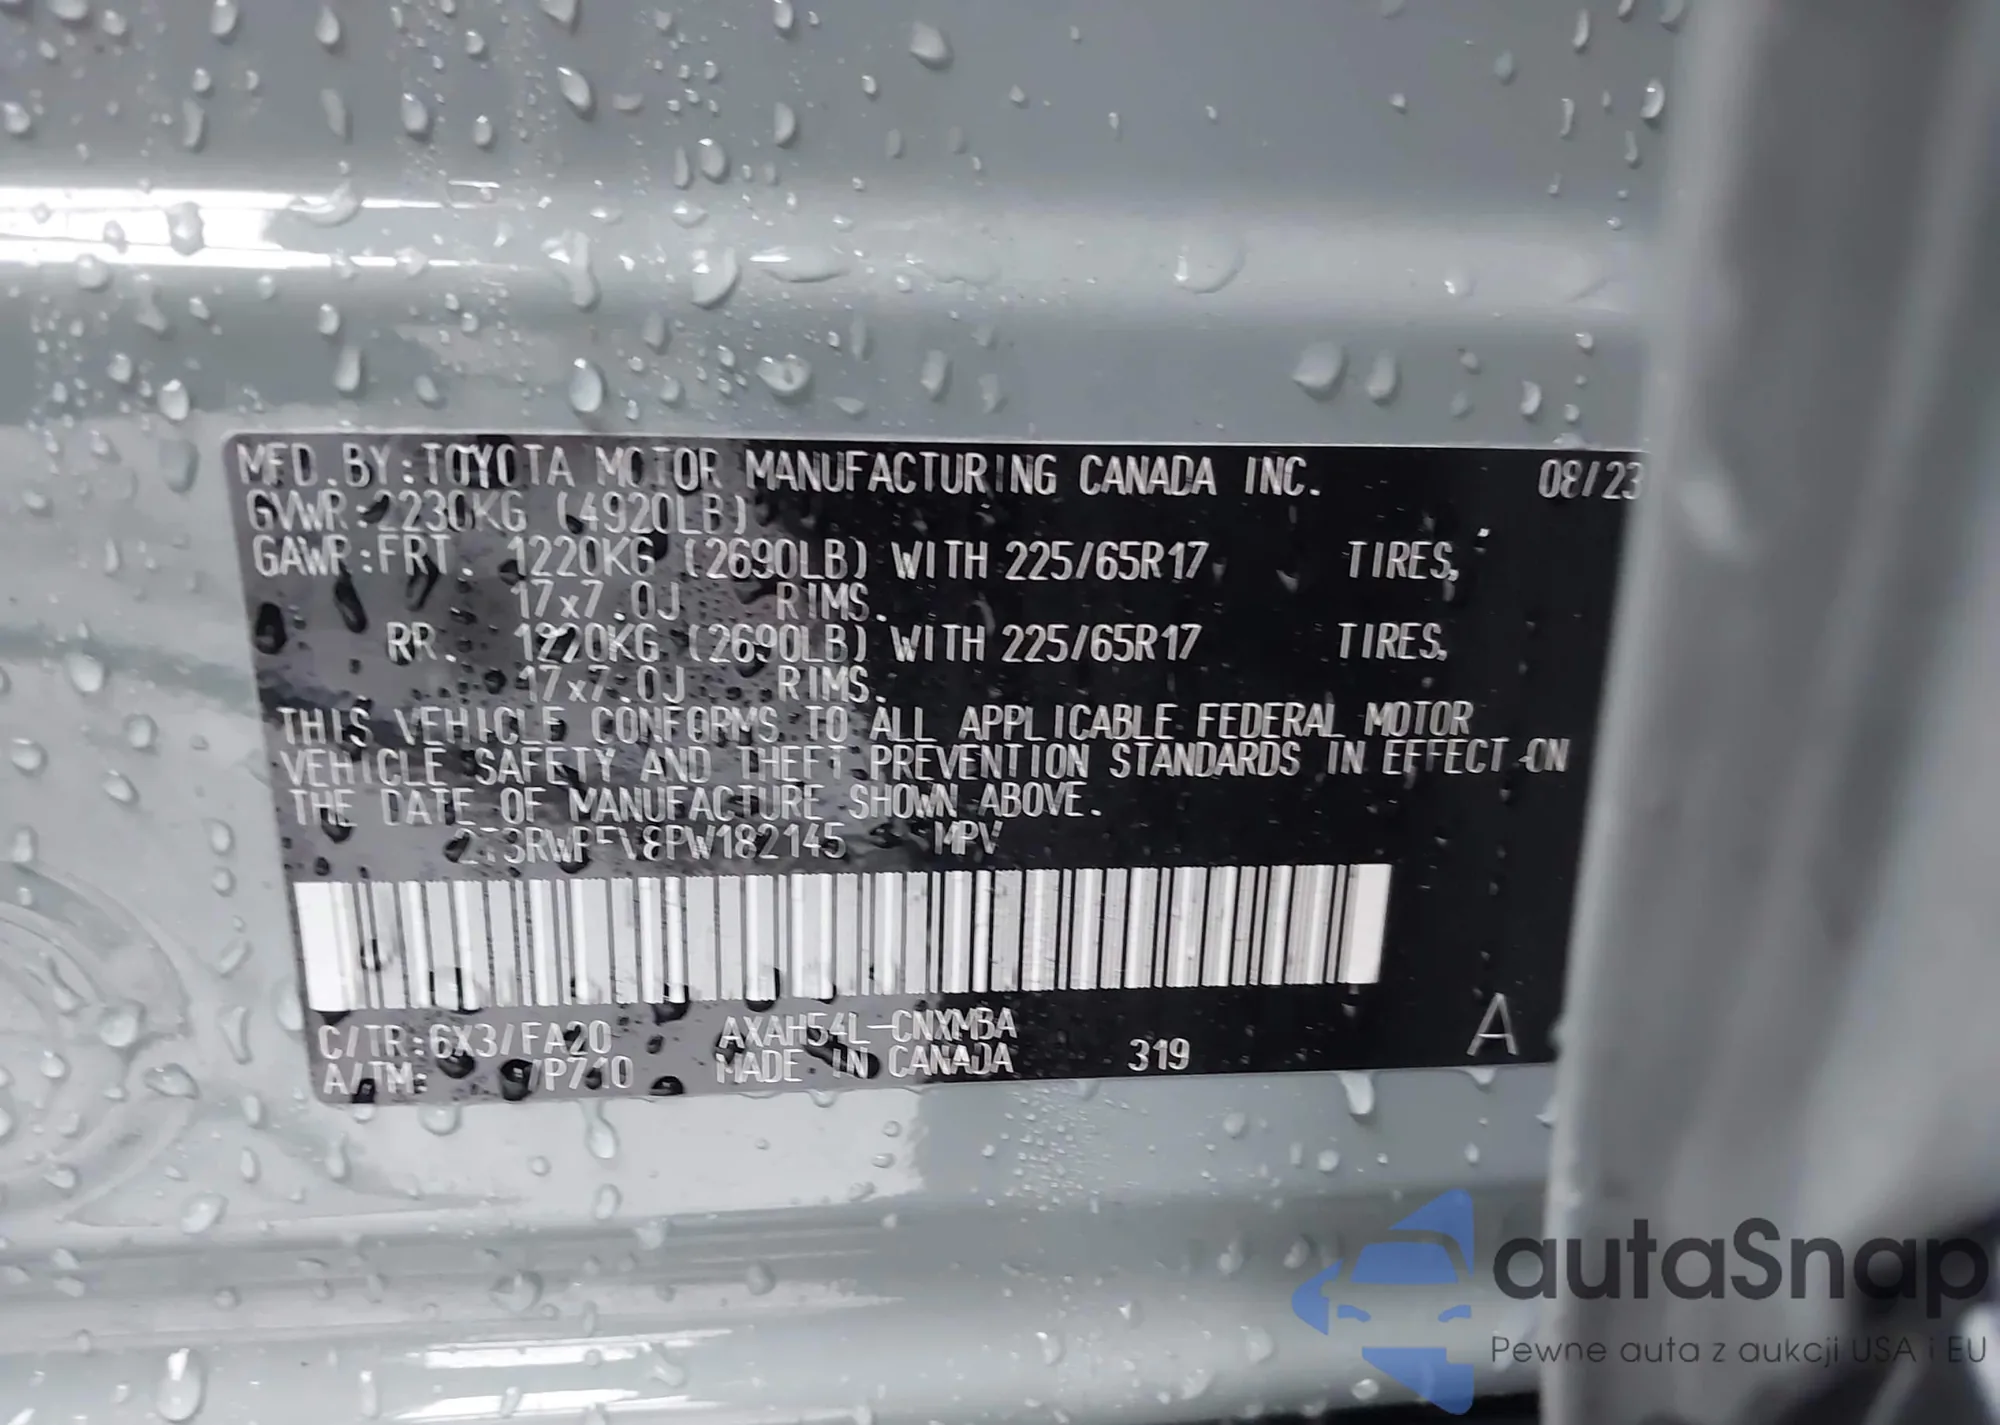 MFD. BY: TOYOTA MOTOR MANUFACTURING CANADA INC. 08/23
GVWR: 2230KG (4920LB)
GAWR: FRT. 1220KG (2690LB) WITH 225/65R17 TIRES,
17x7.0J RIMS.
RR. 1220KG (2690LB) WITH 225/65R17 TIRES,
17x7.0J RIMS.
THIS VEHICLE CONFORMS TO ALL APPLICABLE FEDERAL MOTOR
VEHICLE SAFETY AND THEFT PREVENTION STANDARDS IN EFFECT ON
THE DATE OF MANUFACTURE SHOWN ABOVE.
MPV
C/TR: 6X3/FA20 AXAH54L-CNXMBA
A/TM: /P710 MADE IN CANADA 319 A
autaSnap
Pewne auta z aukcji USA i EU